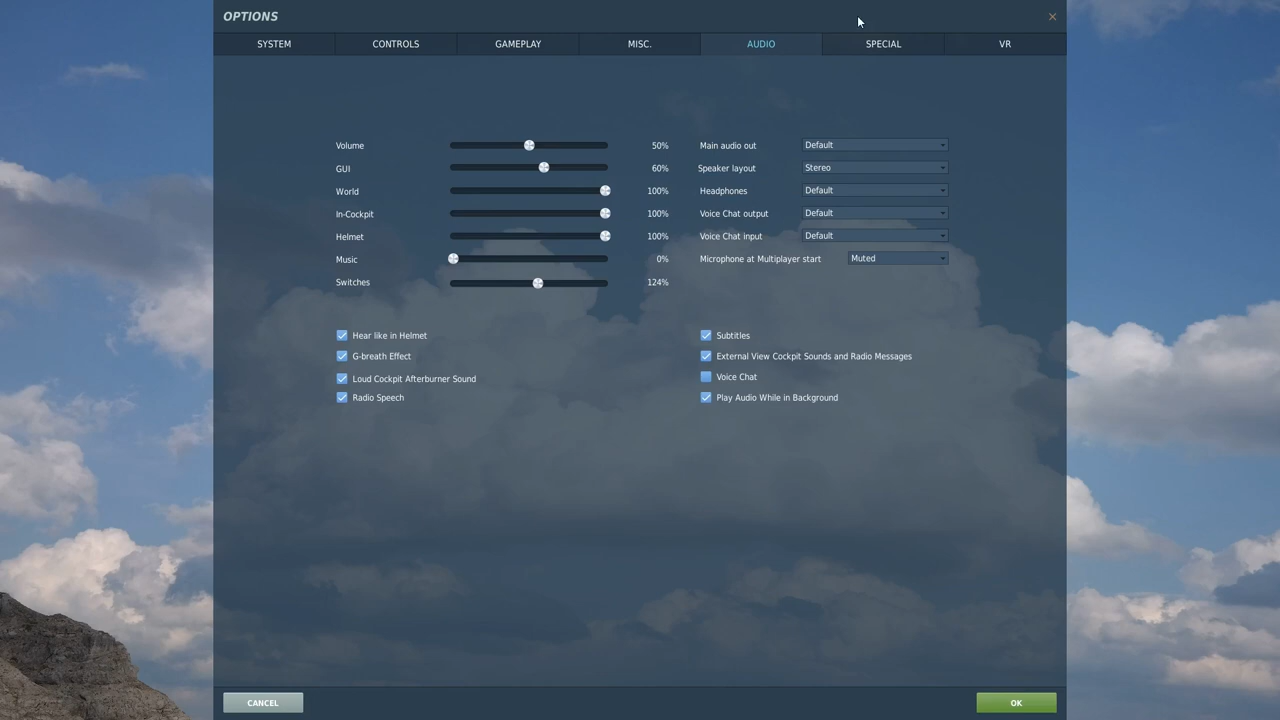 OPTIONS
SYSTEM CONTROLS GAMEPLAY MISC. AUDIO SPECIAL VR
Volume 50% Main audio out Default
GUI 60% Speaker layout Stereo
World 100% Headphones Default
In-Cockpit 100% Voice Chat output Default
Helmet 100% Voice Chat input Default
Music 0% Microphone at Multiplayer start Muted
Switches 124%
Hear like in Helmet Subtitles
G-breath Effect External View Cockpit Sounds and Radio Messages
Loud Cockpit Afterburner Sound Voice Chat
Radio Speech Play Audio While in Background
CANCEL OK